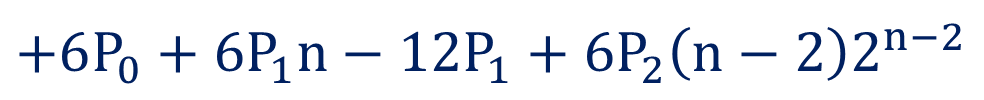 +6P₀ + 6P₁n − 12P₁ + 6P₂(n − 2)2ⁿ⁻²